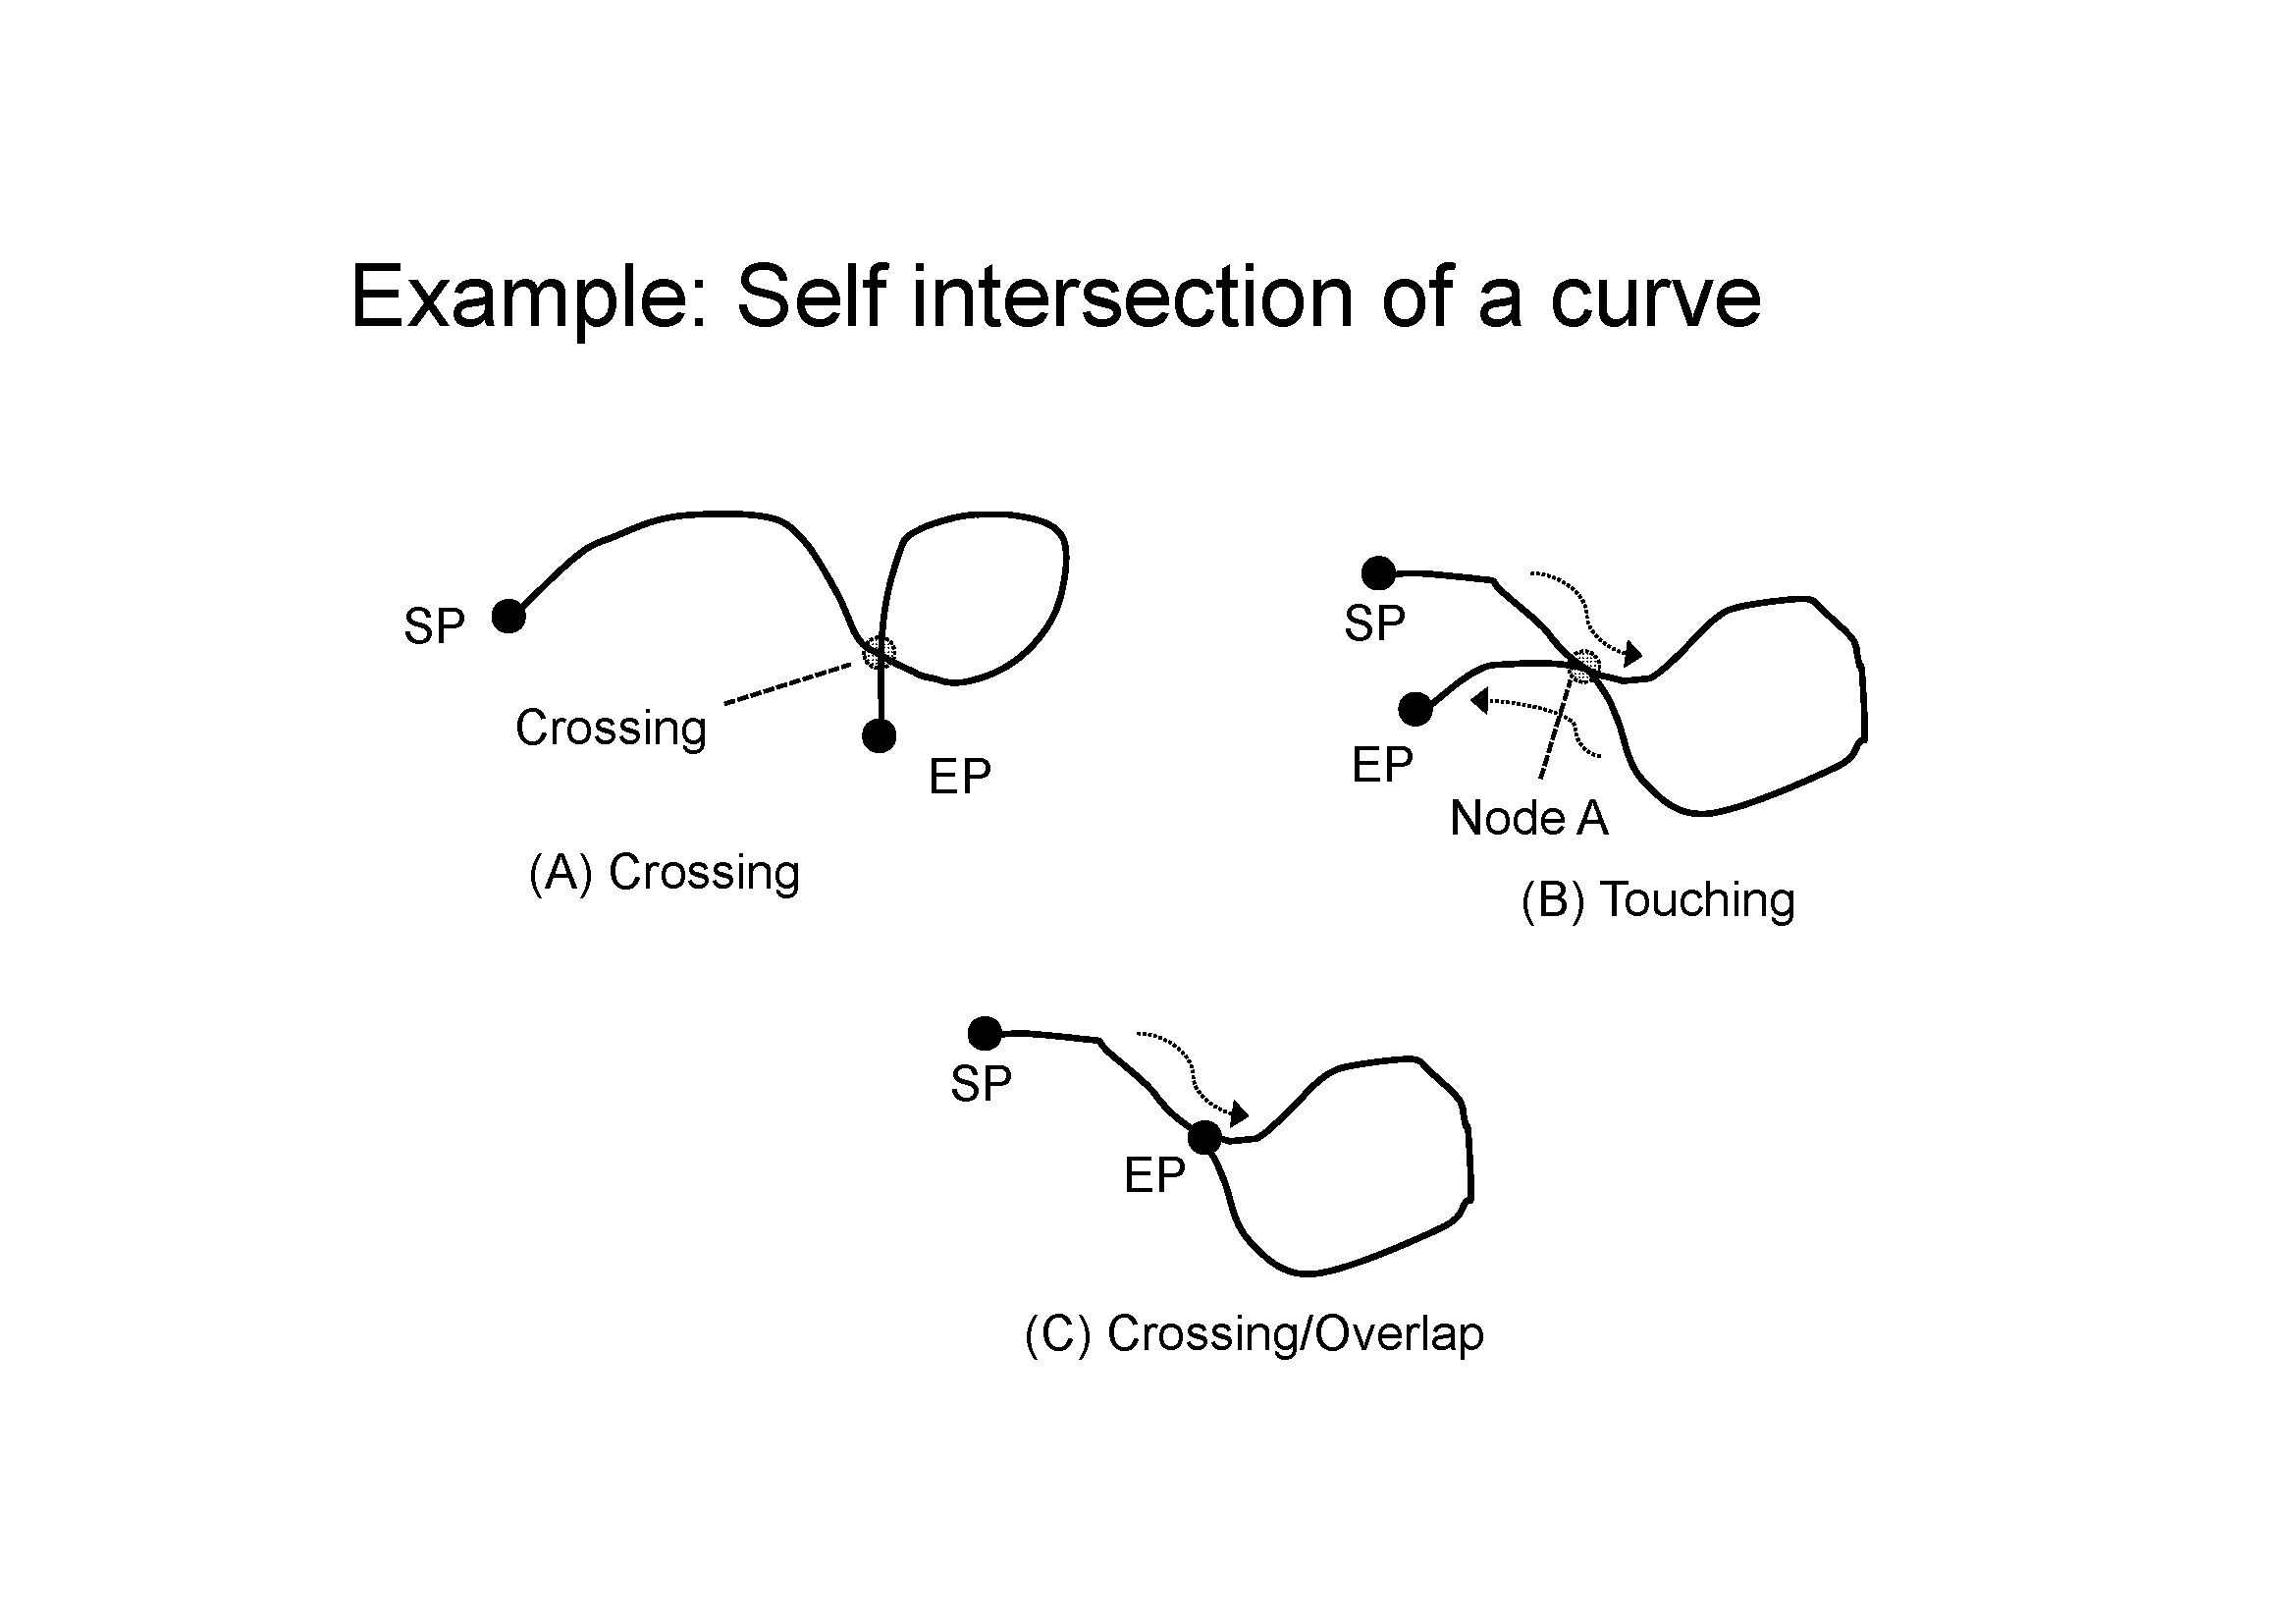 Example: Self intersection of a curve
SP
Crossing
EP
(A) Crossing
SP
EP
Node A
(B) Touching
SP
EP
(C) Crossing/Overlap